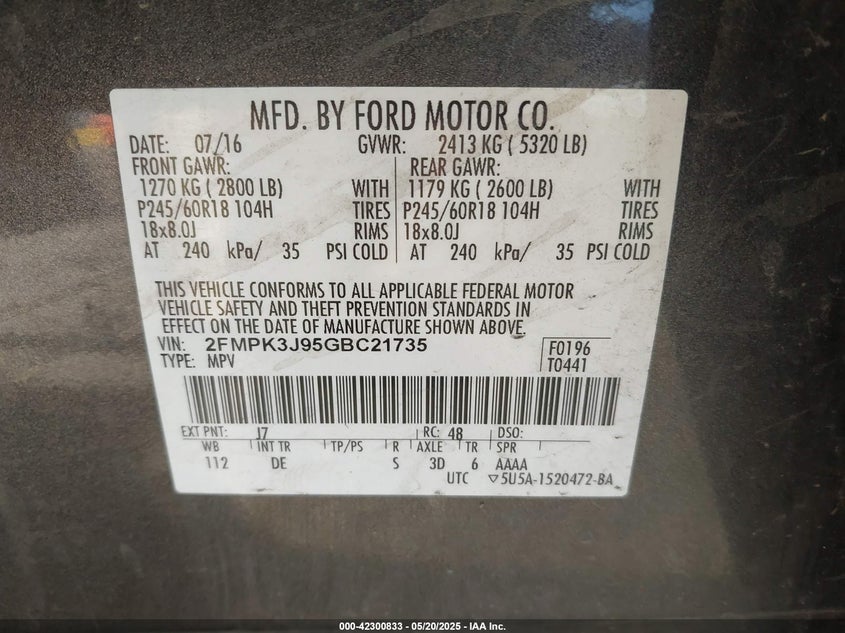 MFD. BY FORD MOTOR CO.
DATE: 07/16 GVWR: 2413 KG ( 5320 LB)
FRONT GAWR: REAR GAWR:
1270 KG ( 2800 LB) WITH 1179 KG ( 2600 LB) WITH
P245/60R18 104H TIRES P245/60R18 104H TIRES
18x8.0J RIMS 18x8.0J RIMS
AT 240 kPa/ 35 PSI COLD AT 240 kPa/ 35 PSI COLD
THIS VEHICLE CONFORMS TO ALL APPLICABLE FEDERAL MOTOR
VEHICLE SAFETY AND THEFT PREVENTION STANDARDS IN
EFFECT ON THE DATE OF MANUFACTURE SHOWN ABOVE.
VIN: 2FMPK3J95GBC21735 F0196
TYPE: MPV T0441
EXT PNT: J7 RC: 48 DSO:
WB INT TR TP/PS R AXLE TR SPR
112 DE S 3D 6 AAAA
UTC ▽5U5A-1520472-BA
000-42300833 - 05/20/2025 - IAA Inc.